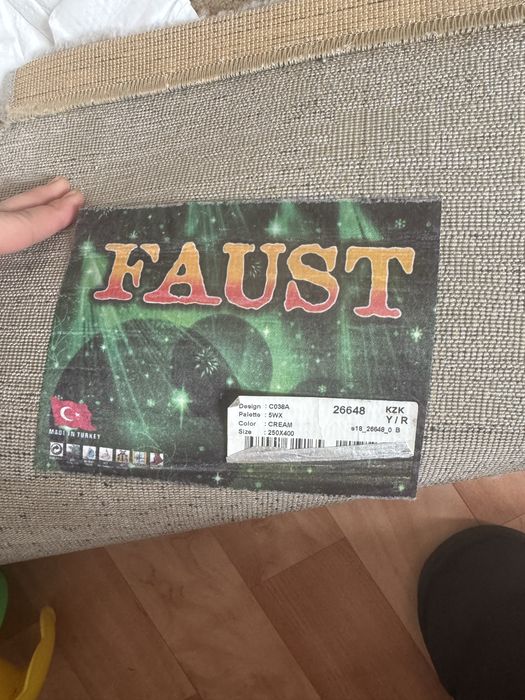 FAUST
Design : C038A
Palette : 5WX
Color : CREAM
Size : 250X400
26648 KZK
Y / R
s18_26648_0 B
MADE IN TURKEY